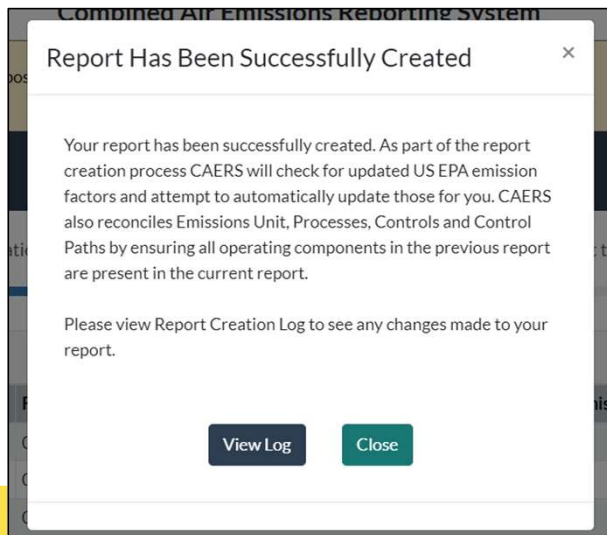 Combined Air Emissions Reporting System
Report Has Been Successfully Created ×
Your report has been successfully created. As part of the report
creation process CAERS will check for updated US EPA emission
factors and attempt to automatically update those for you. CAERS
also reconciles Emissions Unit, Processes, Controls and Control
Paths by ensuring all operating components in the previous report
are present in the current report.
Please view Report Creation Log to see any changes made to your
report.
View Log Close